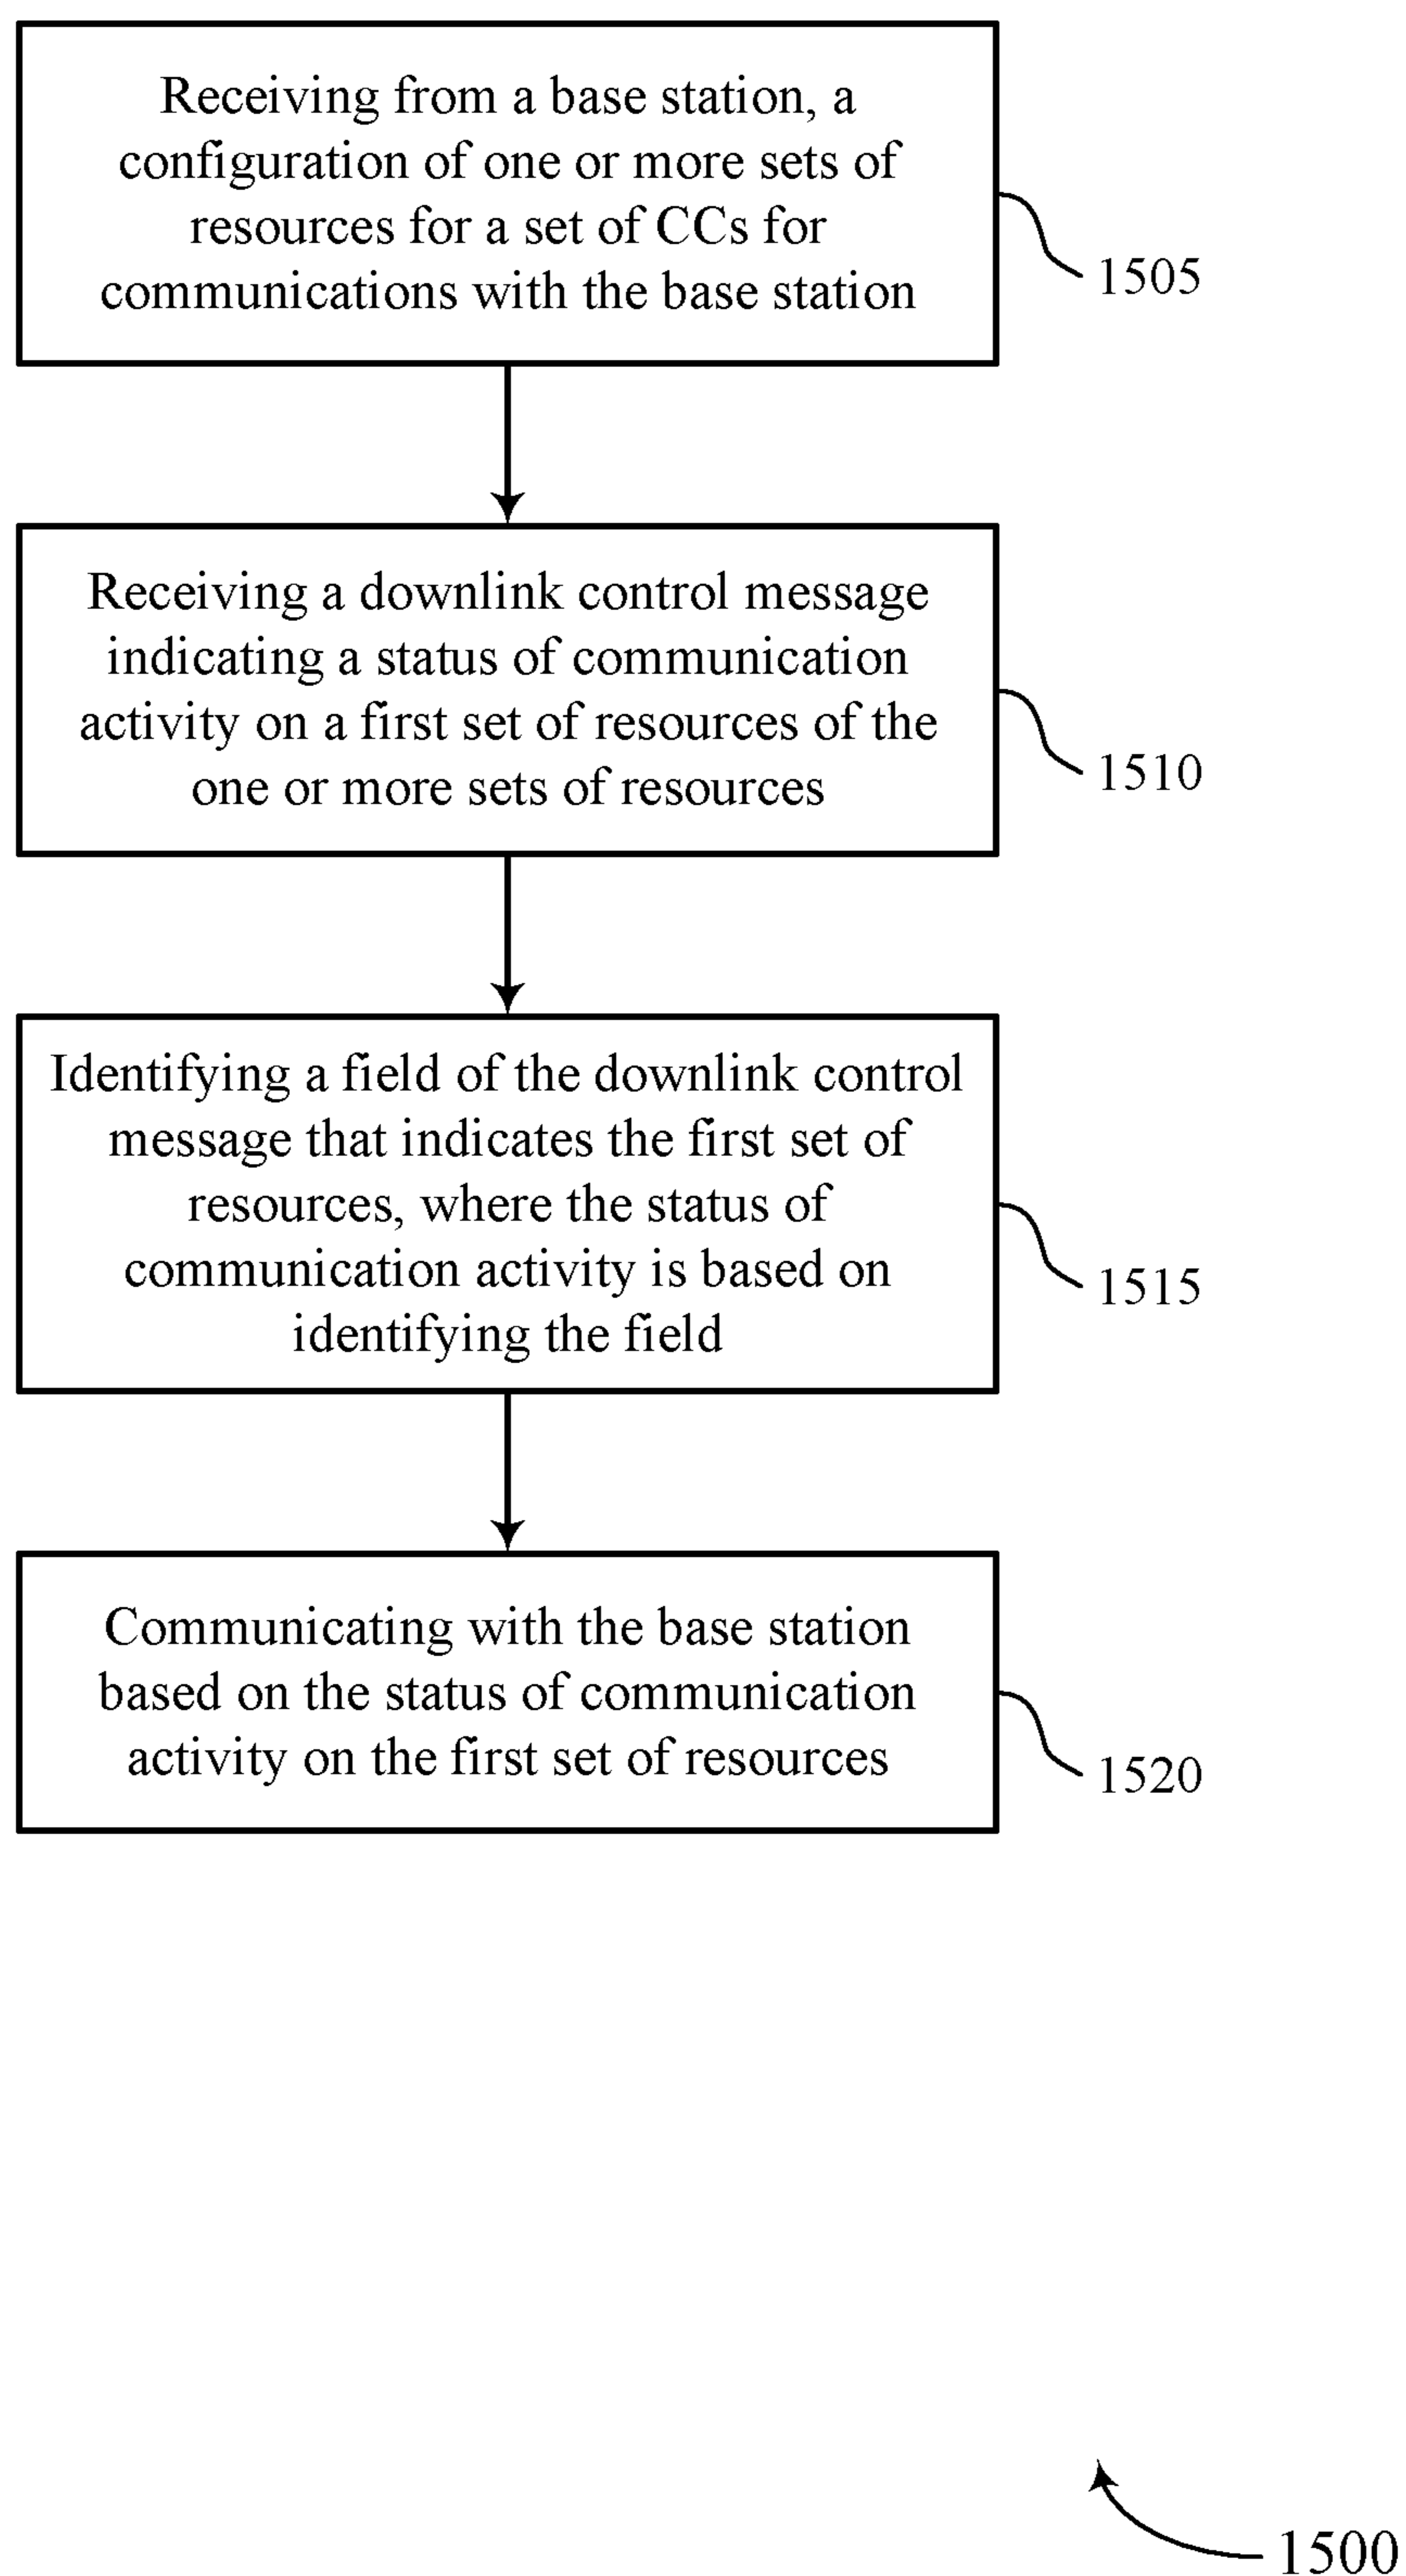 Receiving from a base station, a
configuration of one or more sets of
resources for a set of CCs for
communications with the base station
1505
Receiving a downlink control message
indicating a status of communication
activity on a first set of resources of the
one or more sets of resources
1510
Identifying a field of the downlink control
message that indicates the first set of
resources, where the status of
communication activity is based on
identifying the field
1515
Communicating with the base station
based on the status of communication
activity on the first set of resources
1520
1500